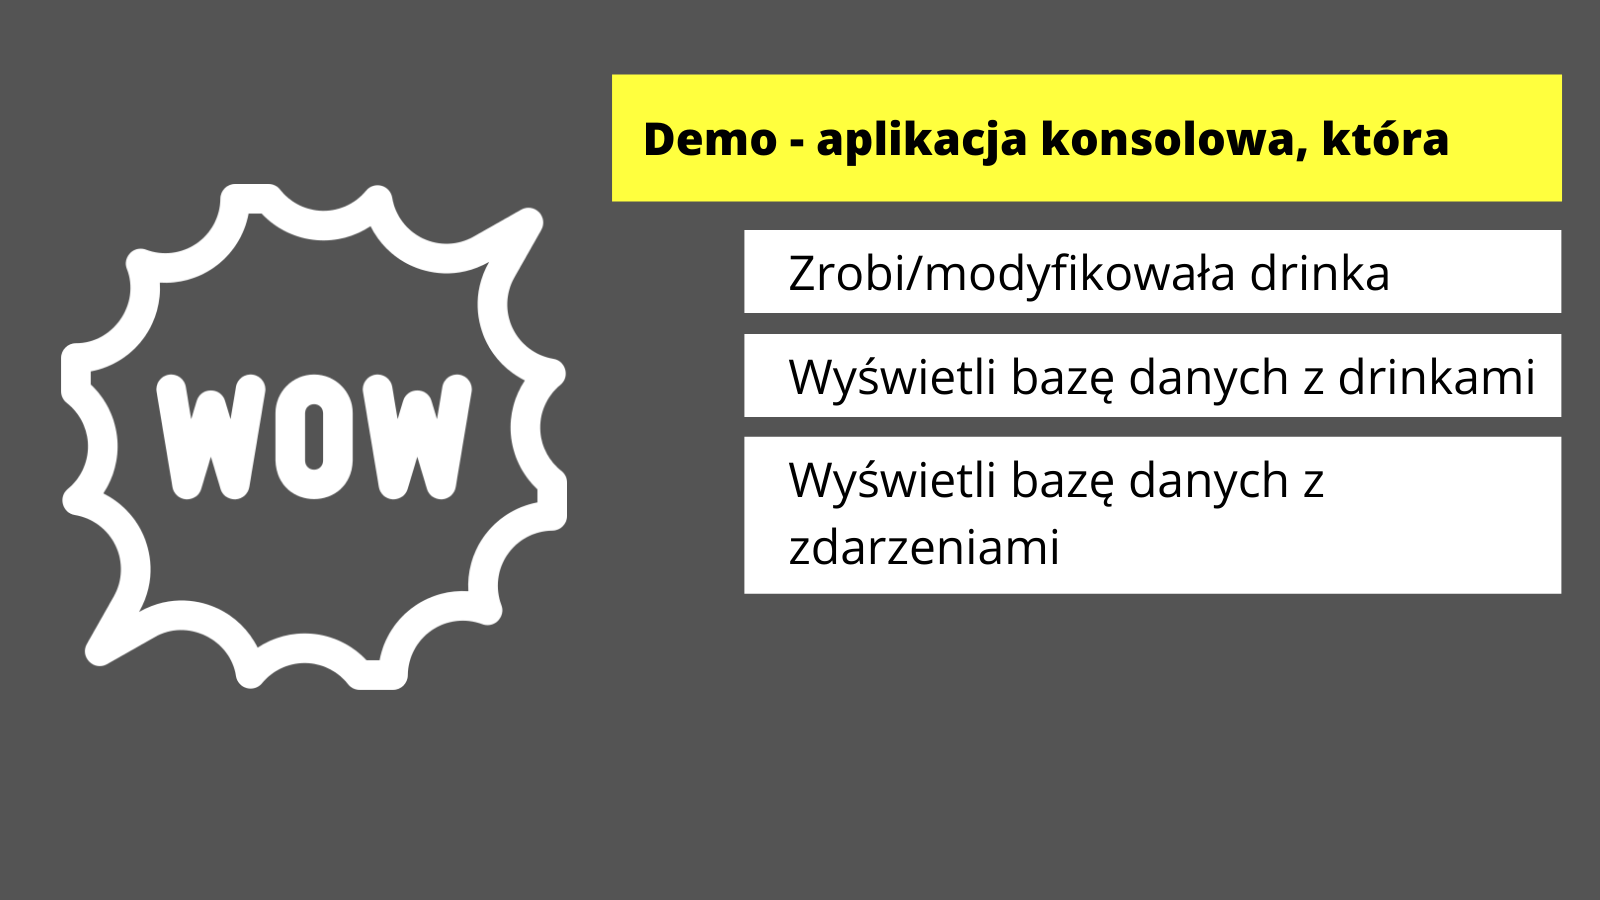 Demo - aplikacja konsolowa, która
WOW
Zrobi/modyfikowała drinka
Wyświetli bazę danych z drinkami
Wyświetli bazę danych z
zdarzeniami